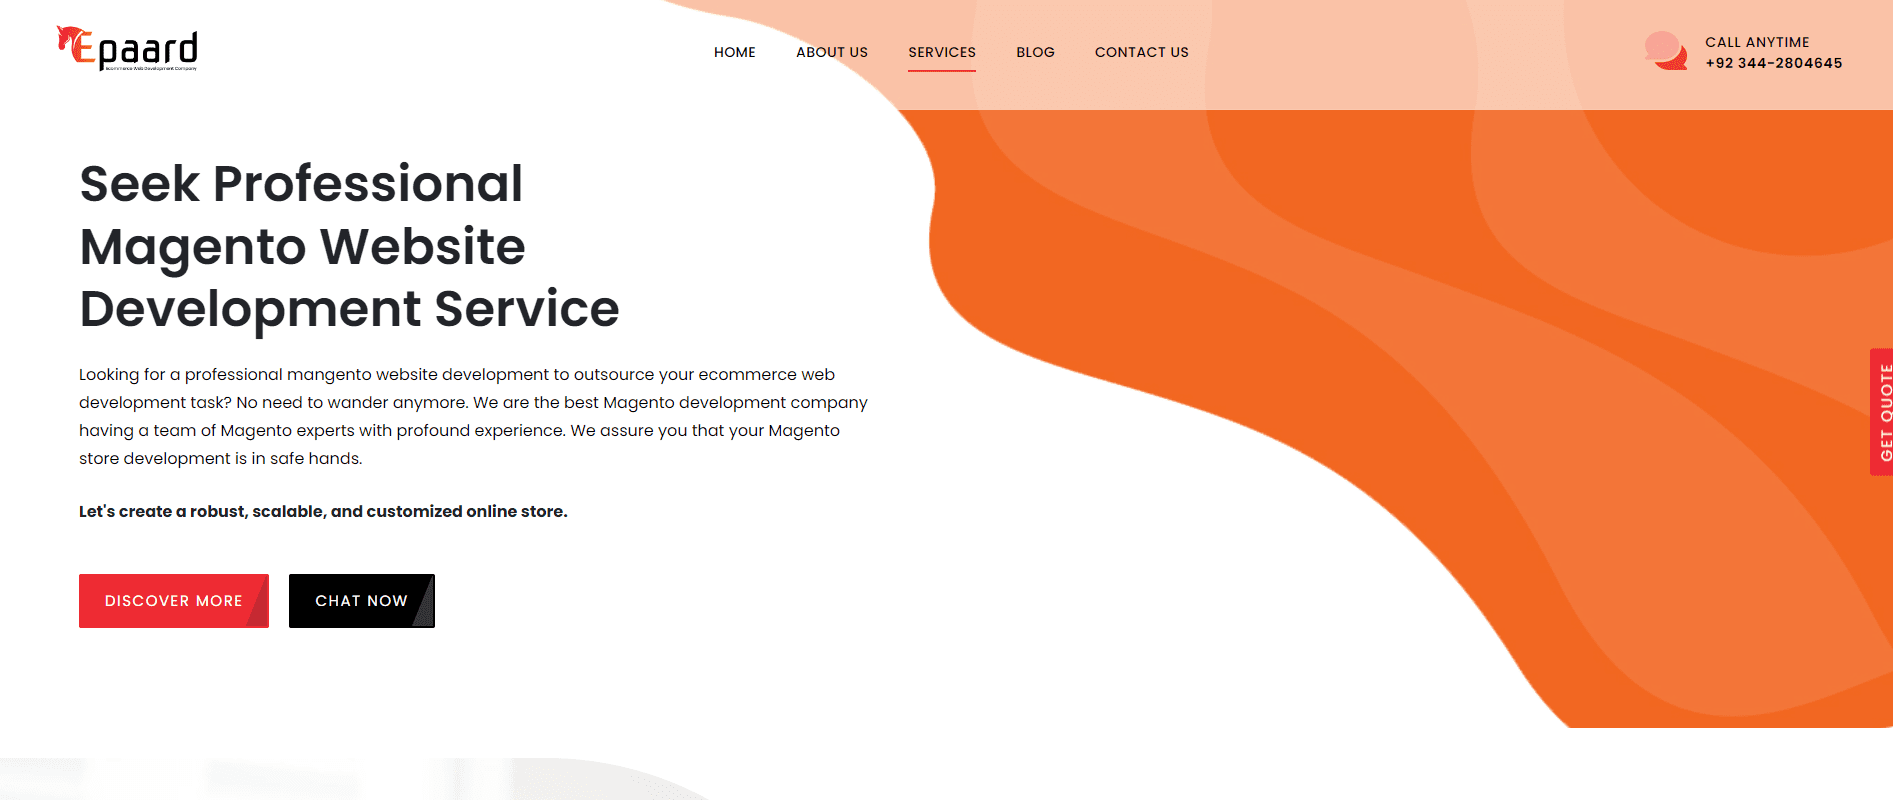 Epaard
Ecommerce Web Development Company
HOME
ABOUT US
SERVICES
BLOG
CONTACT US
CALL ANYTIME
+92 344-2804645
Seek Professional
Magento Website
Development Service
Looking for a professional mangento website development to outsource your ecommerce web
development task? No need to wander anymore. We are the best Magento development company
having a team of Magento experts with profound experience. We assure you that your Magento
store development is in safe hands.
Let's create a robust, scalable, and customized online store.
DISCOVER MORE
CHAT NOW
GET QUOTE